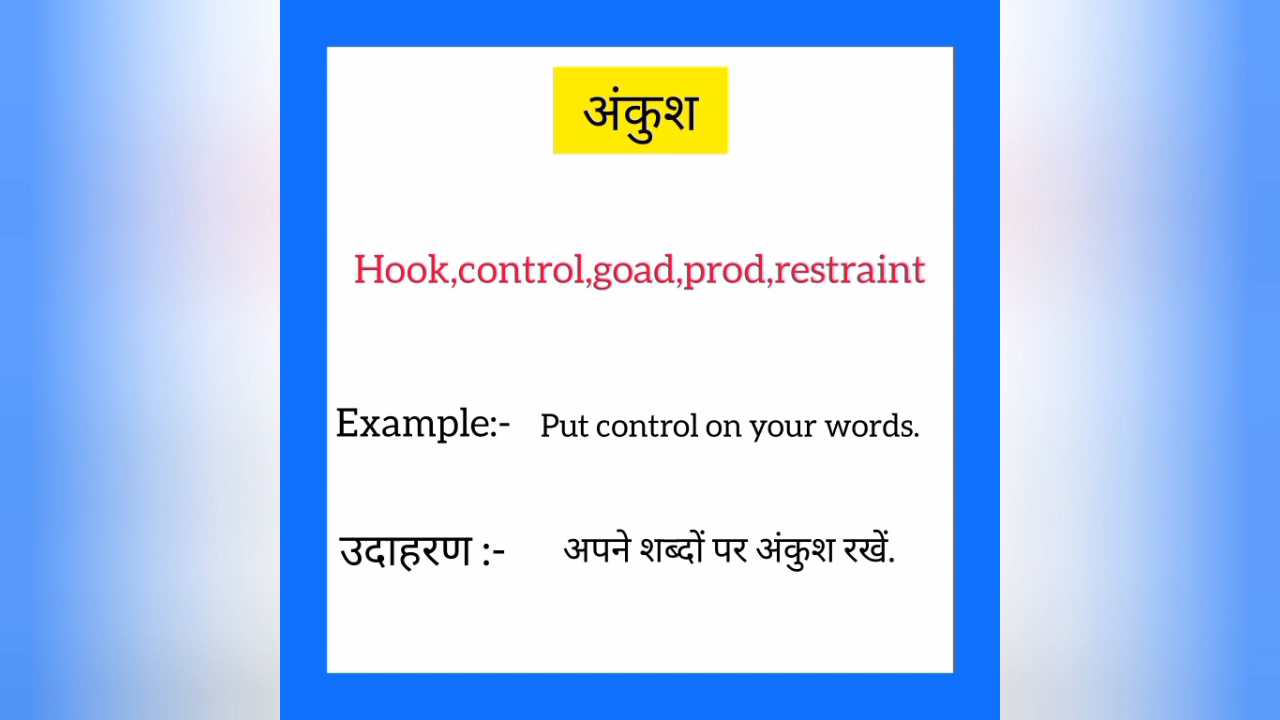 अंकुश
Hook,control,goad,prod,restraint
Example:- Put control on your words.
उदाहरण :- अपने शब्दों पर अंकुश रखें.